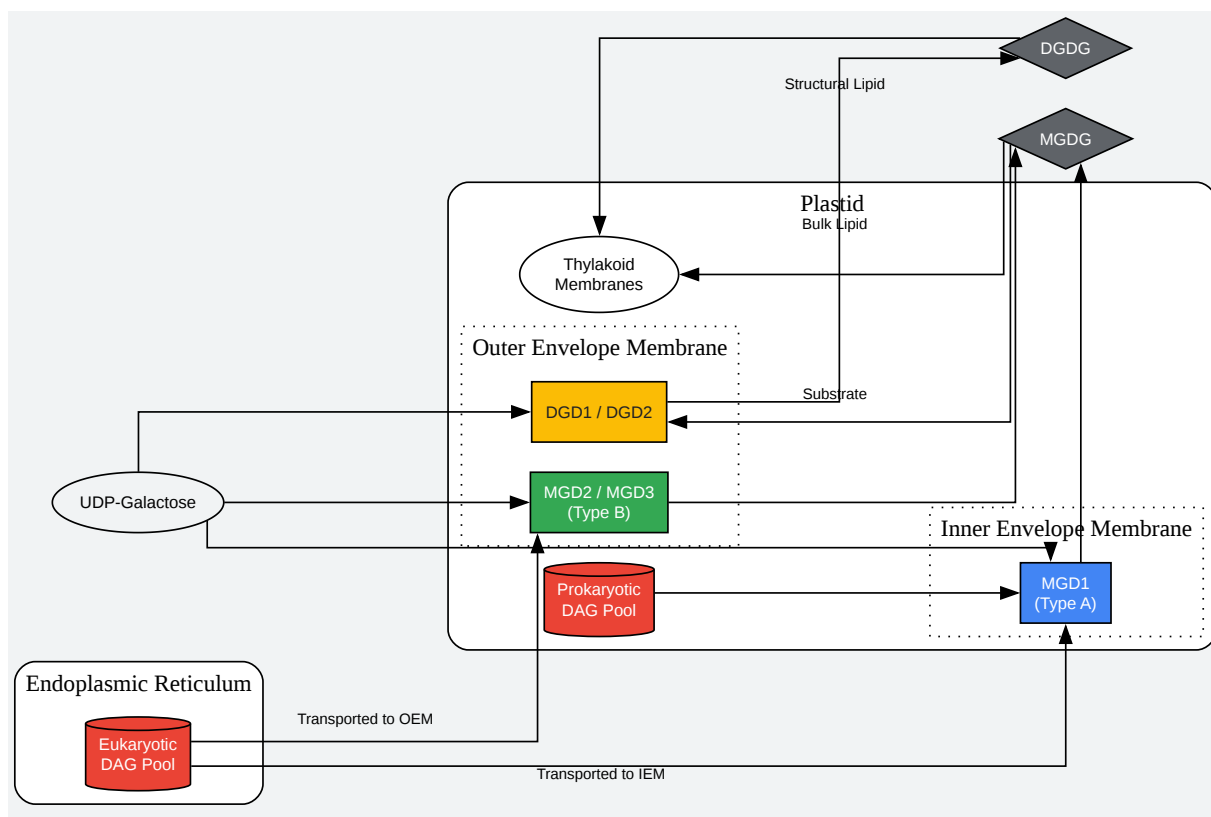 DGDG
Structural Lipid
MGDG
Plastid
Bulk Lipid
Thylakoid
Membranes
Outer Envelope Membrane
DGD1 / DGD2
Substrate
UDP-Galactose
MGD2 / MGD3
(Type B)
Inner Envelope Membrane
Prokaryotic
DAG Pool
MGD1
(Type A)
Endoplasmic Reticulum
Transported to OEM
Eukaryotic
DAG Pool
Transported to IEM